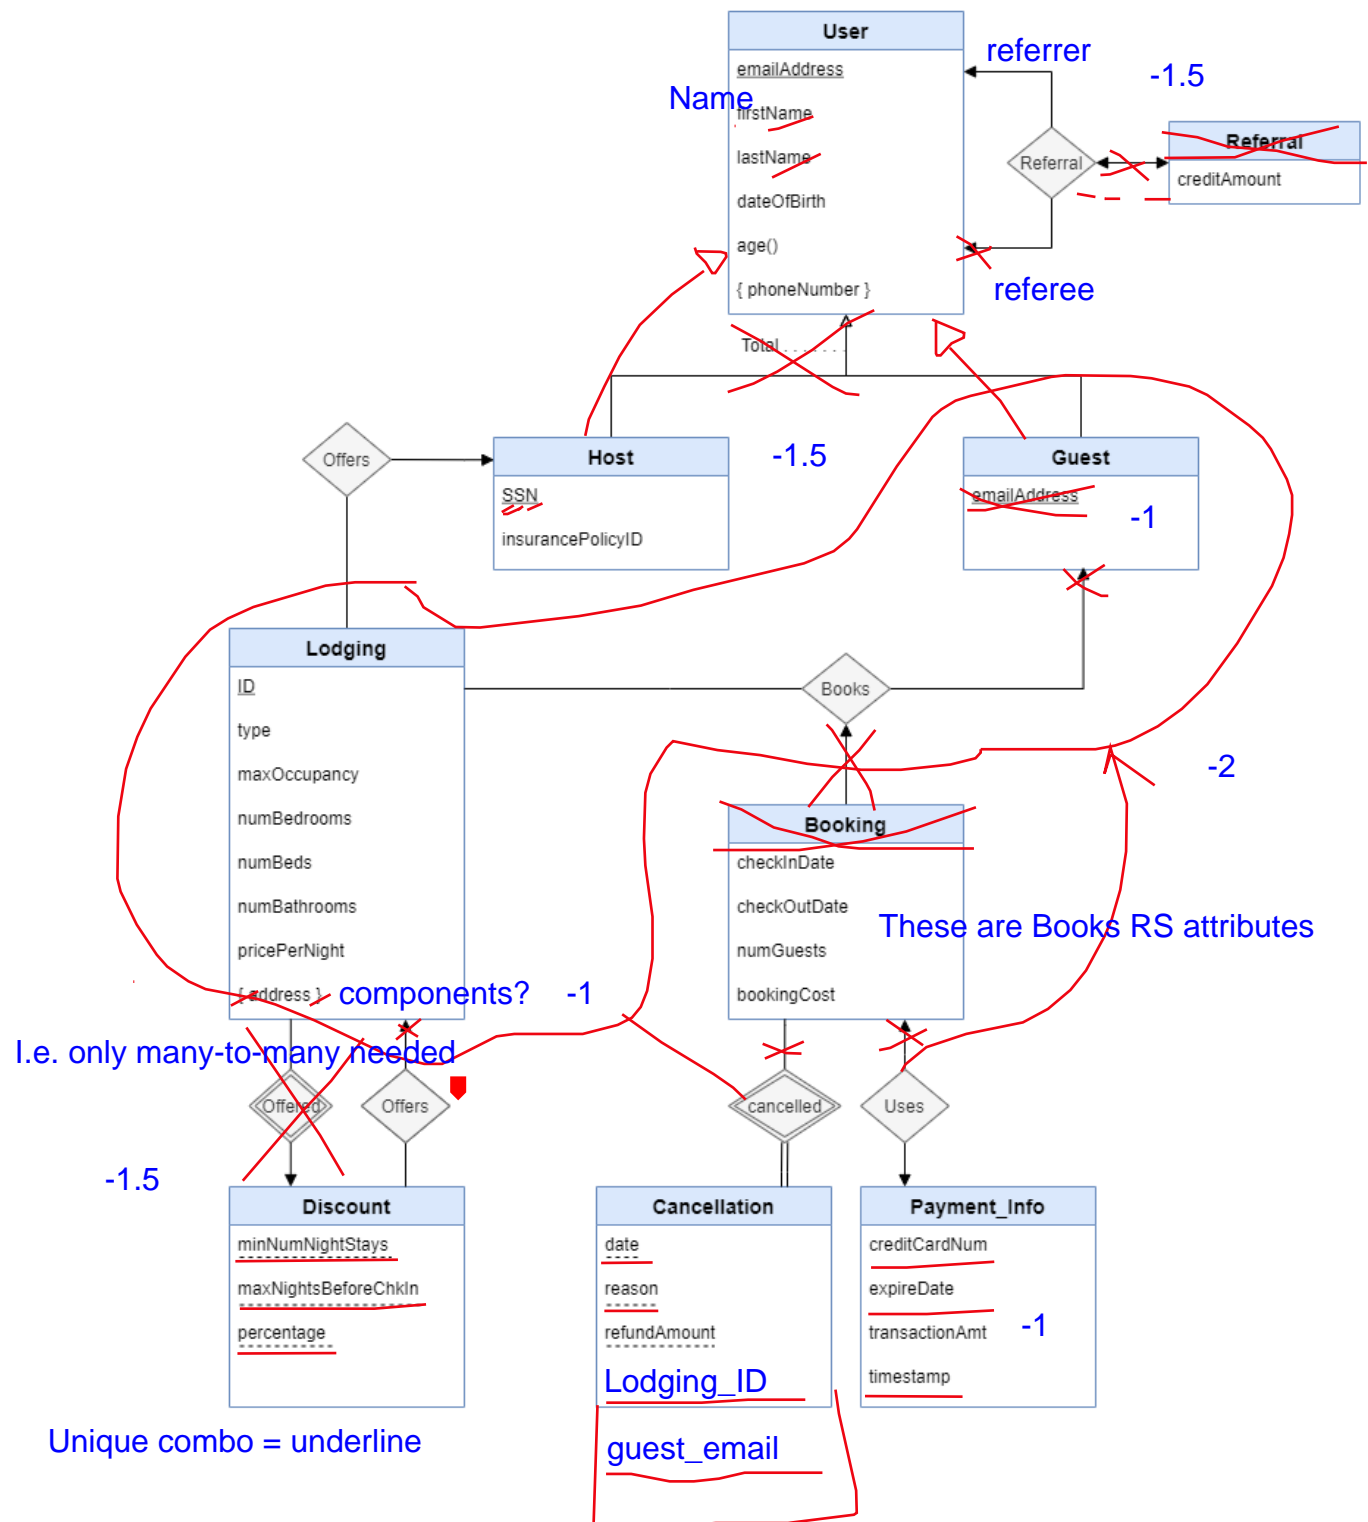 User
emailAddress
firstName
lastName
dateOfBirth
age()
{ phoneNumber }
Name
referrer
-1.5
Referral
Referral
creditAmount
referee
Total
Offers
Host
SSN
insurancePolicyID
-1.5
Guest
emailAddress
-1
Lodging
ID
type
maxOccupancy
numBedrooms
numBeds
numBathrooms
pricePerNight
{ address }
components? -1
Books
-2
Booking
checkInDate
checkOutDate
numGuests
bookingCost
These are Books RS attributes
I.e. only many-to-many needed
Offered
Offers
cancelled
Uses
-1.5
Discount
minNumNightStays
maxNightsBeforeChkIn
percentage
Unique combo = underline
Cancellation
date
reason
refundAmount
Lodging_ID
guest_email
Payment_Info
creditCardNum
expireDate
transactionAmt
timestamp
-1